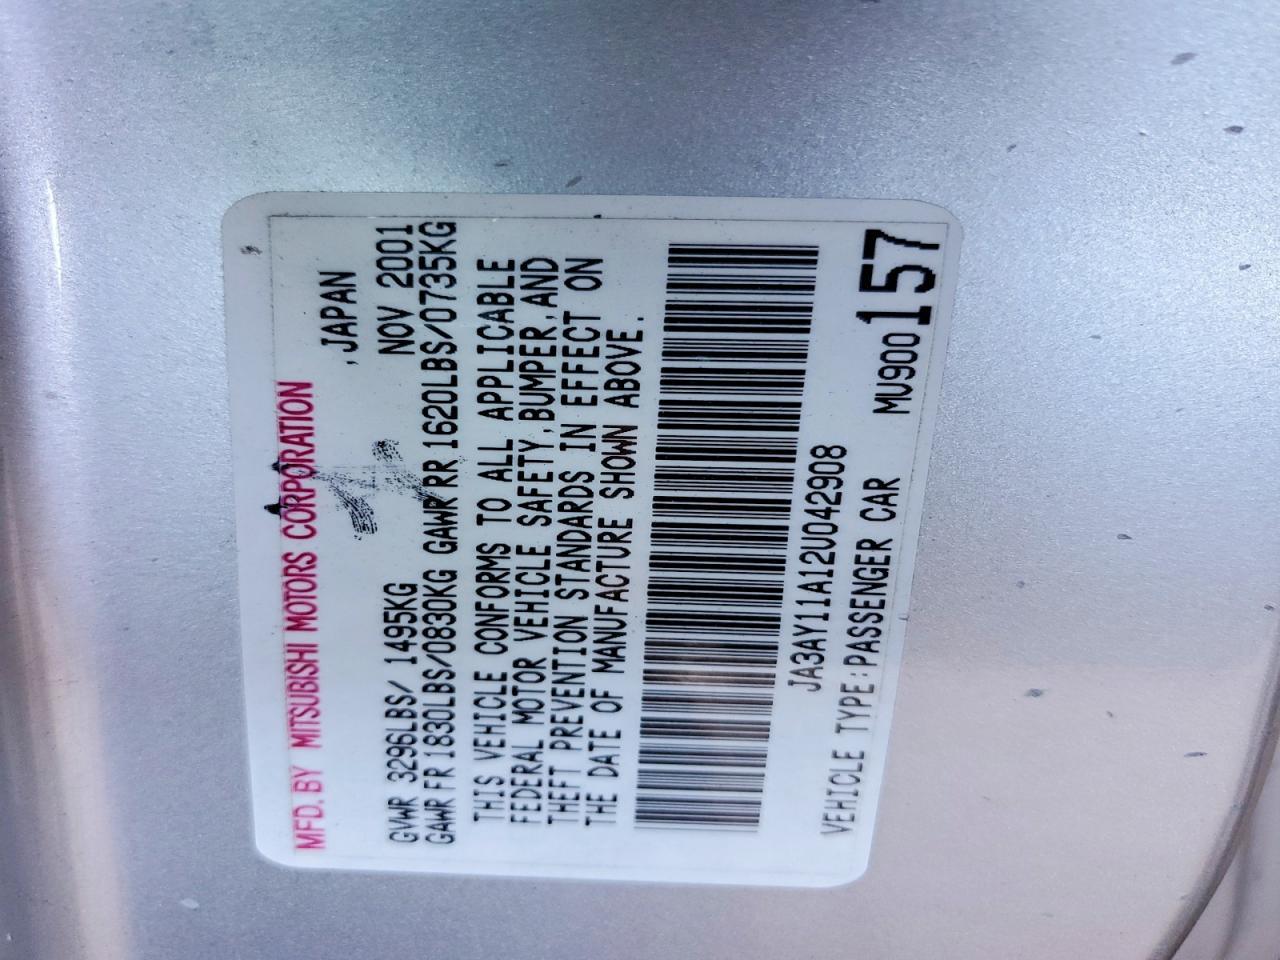 MFD. BY MITSUBISHI MOTORS CORPORATION
,JAPAN
NOV 2001
GVWR 3296LBS/ 1495KG
GAWR FR 1830LBS/0830KG GAWR RR 1620LBS/0735KG
THIS VEHICLE CONFORMS TO ALL APPLICABLE
FEDERAL MOTOR VEHICLE SAFETY,BUMPER,AND
THEFT PREVENTION STANDARDS IN EFFECT ON
THE DATE OF MANUFACTURE SHOWN ABOVE.
JA3AY11A12U042908
VEHICLE TYPE:PASSENGER CAR MU900157